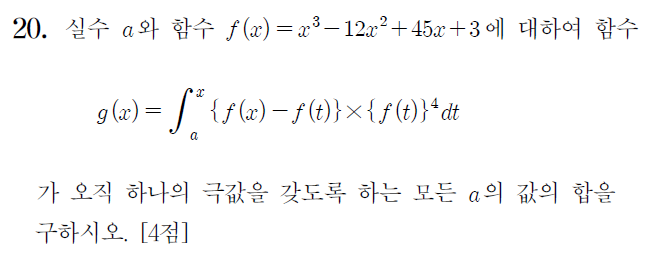 20. 실수 a와 함수 f(x)=x³-12x²+45x+3에 대하여 함수
g(x)=∫ₐˣ{f(x)-f(t)}×{f(t)}⁴dt
가 오직 하나의 극값을 갖도록 하는 모든 a의 값의 합을
구하시오. [4점]